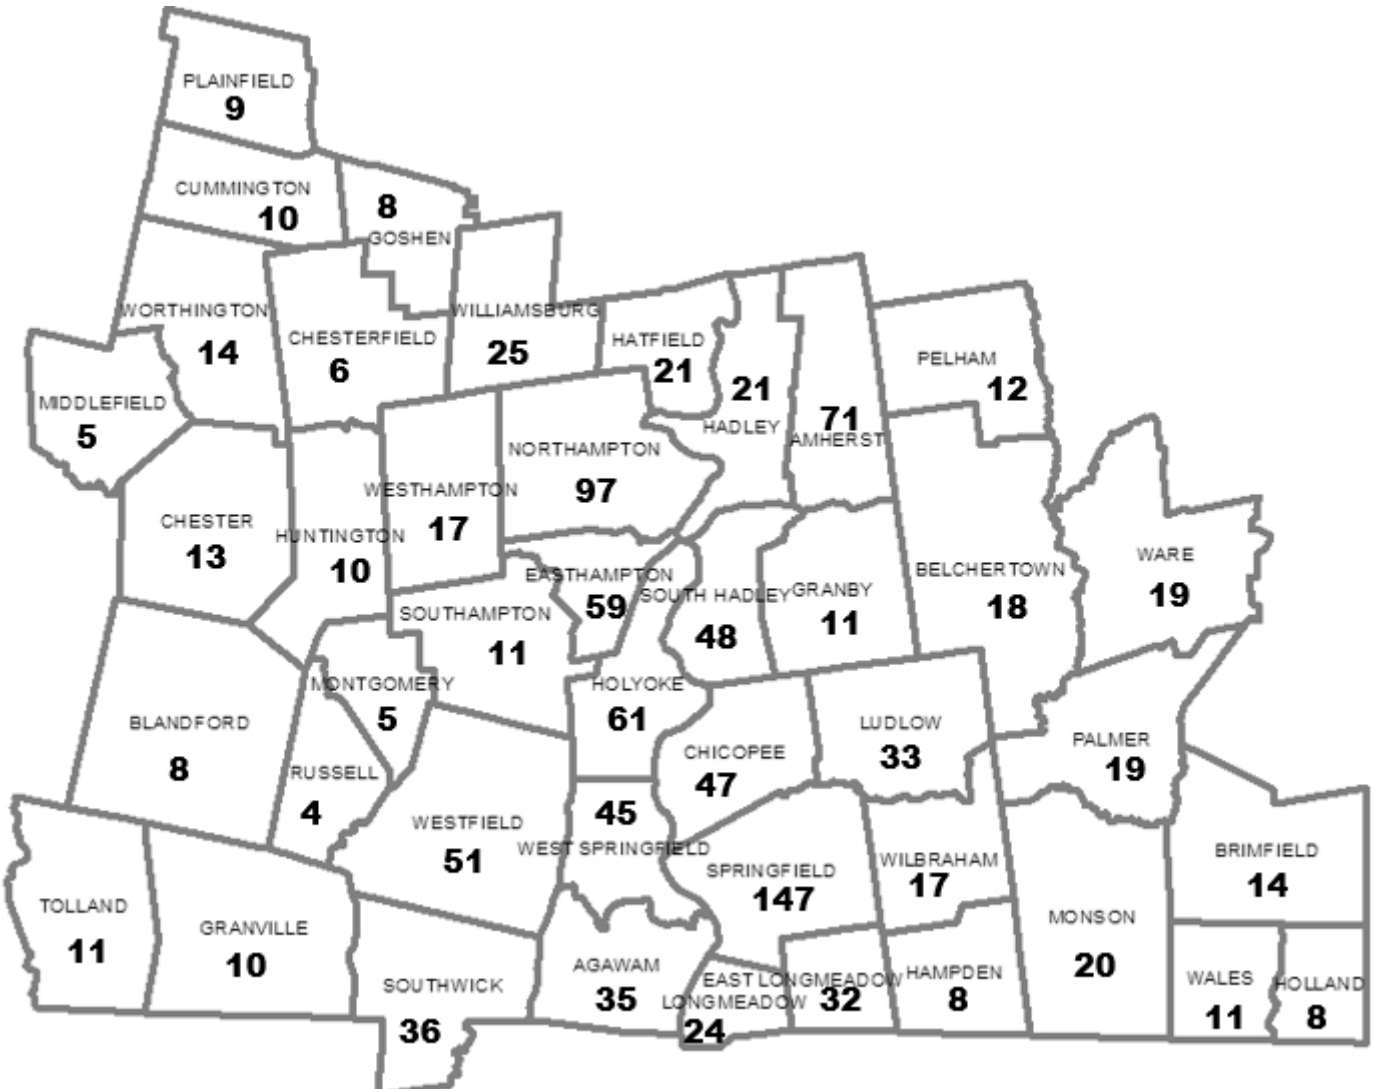 PLAINFIELD
9
CUMMINGTON
10
8
GOSHEN
WORTHINGTON
14
CHESTERFIELD
6
WILLIAMSBURG
25
HATFIELD
21
21
HADLEY
71
AMHERST
PELHAM
12
MIDDLEFIELD
5
NORTHAMPTON
97
WESTHAMPTON
17
CHESTER
13
HUNTINGTON
10
EASTHAMPTON
59
SOUTH HADLEY
48
GRANBY
11
BELCHERTOWN
18
WARE
19
SOUTHAMPTON
11
MONTGOMERY
5
HOLYOKE
61
BLANDFORD
8
RUSSELL
4
CHICOPEE
47
LUDLOW
33
PALMER
19
WESTFIELD
51
45
WEST SPRINGFIELD
SPRINGFIELD
147
WILBRAHAM
17
BRIMFIELD
14
TOLLAND
11
GRANVILLE
10
SOUTHWICK
36
AGAWAM
35
LONGMEADOW
24
EAST LONGMEADOW
32
HAMPDEN
8
MONSON
20
WALES
11
HOLLAND
8